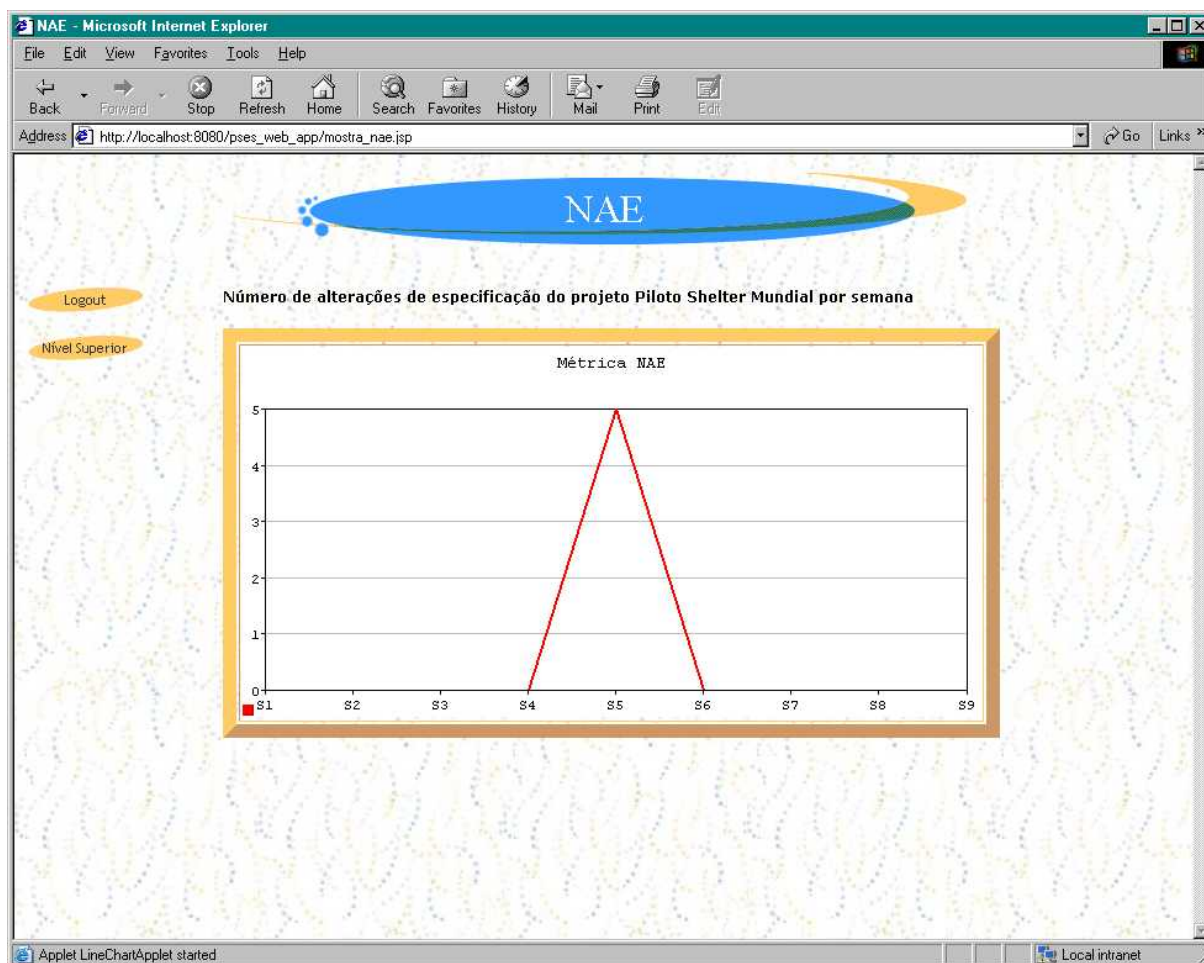 NAE - Microsoft Internet Explorer
File Edit View Favorites Tools Help
Back Forward Stop Refresh Home Search Favorites History Mail Print Edit
Address http://localhost:8080/pses_web_app/mostra_nae.jsp Go Links »
NAE
Logout
Nível Superior
Número de alterações de especificação do projeto Piloto Shelter Mundial por semana
Métrica NAE
5
4
3
2
1
0
S1 S2 S3 S4 S5 S6 S7 S8 S9
Applet LineChartApplet started Local intranet